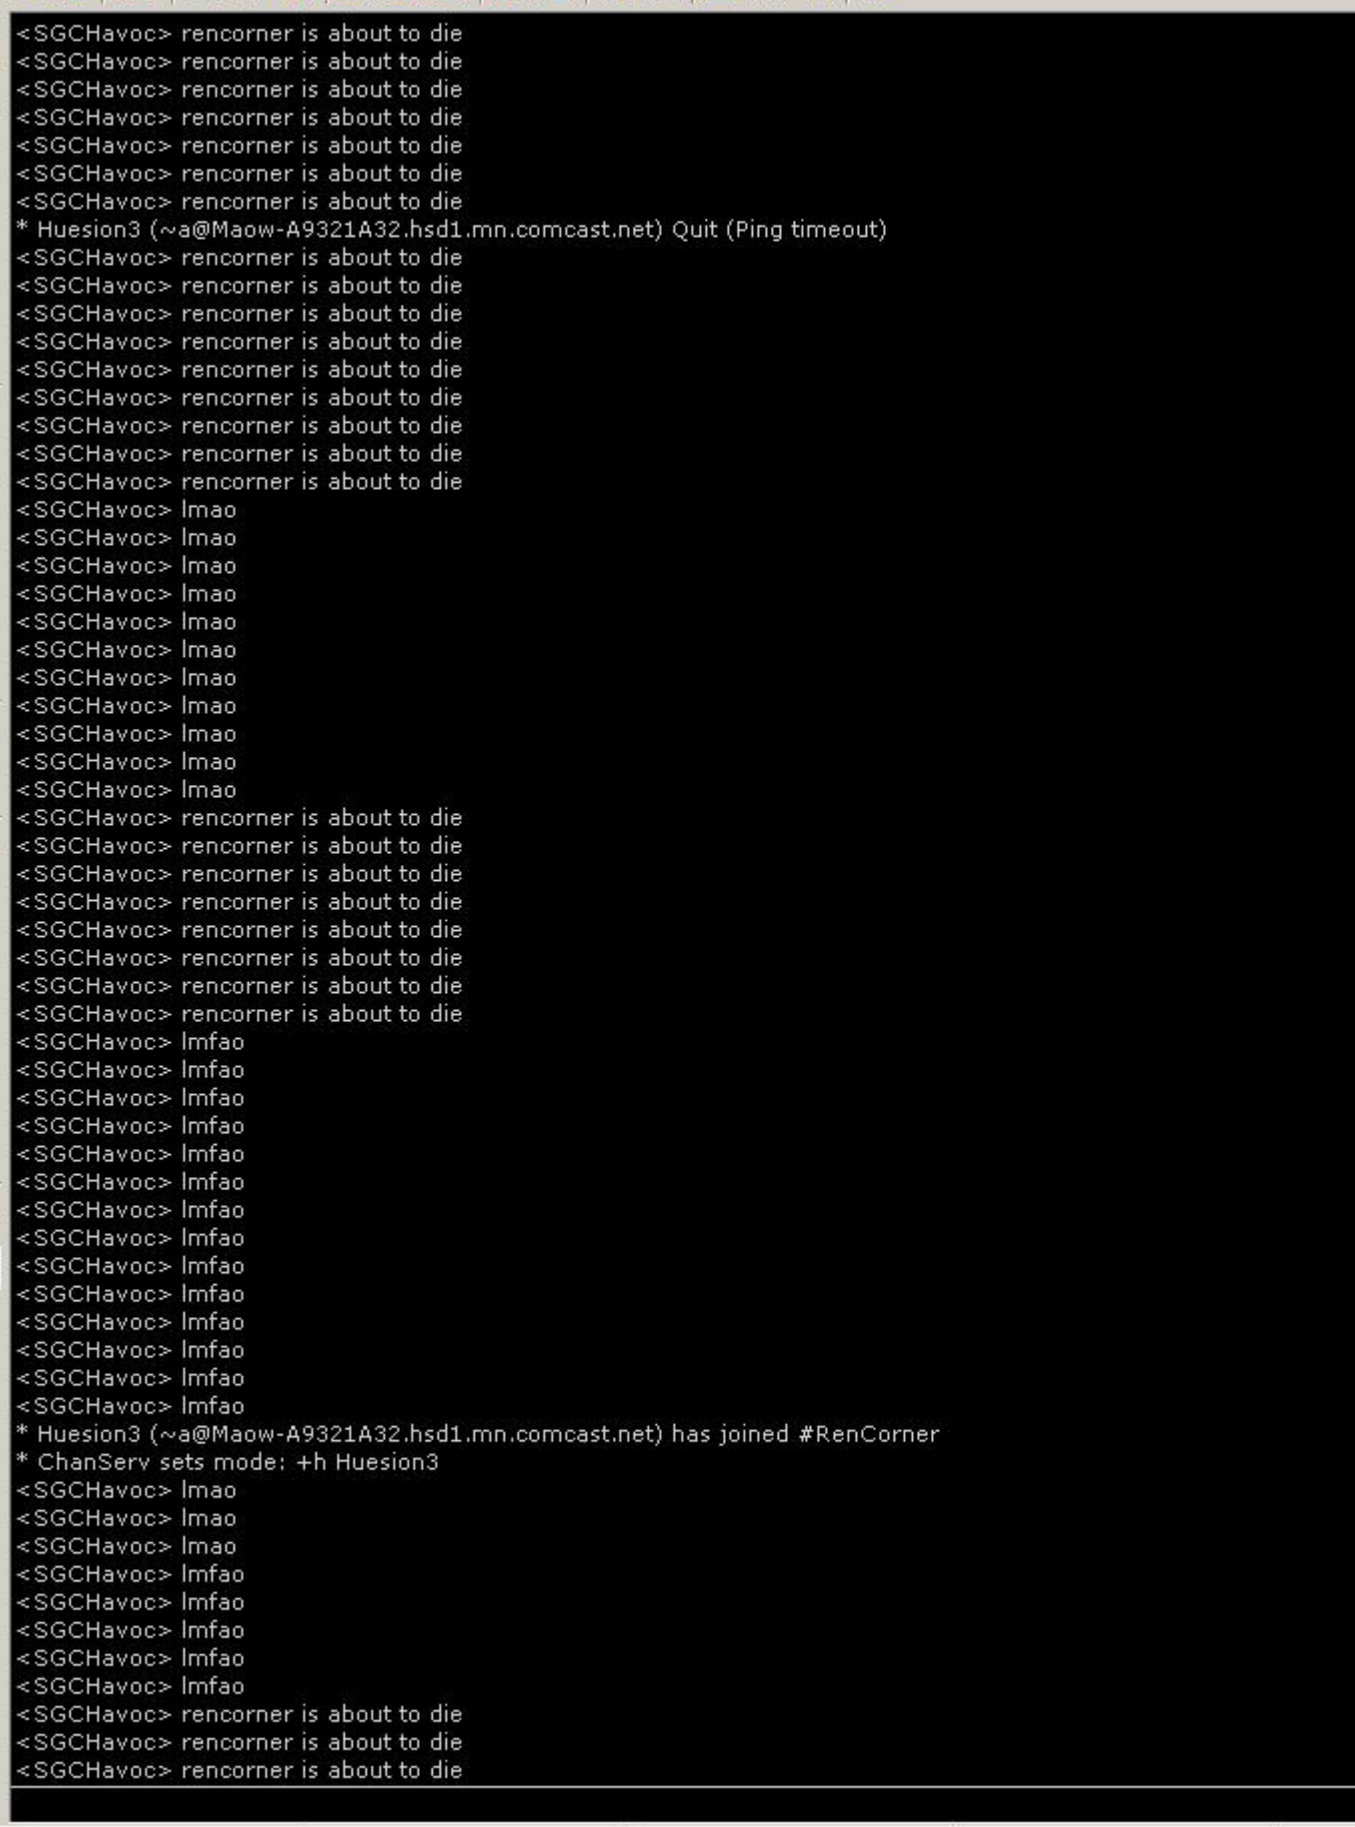 <SGCHavoc> rencorner is about to die
<SGCHavoc> rencorner is about to die
<SGCHavoc> rencorner is about to die
<SGCHavoc> rencorner is about to die
<SGCHavoc> rencorner is about to die
<SGCHavoc> rencorner is about to die
<SGCHavoc> rencorner is about to die
* Huesion3 (~a@Maow-A9321A32.hsd1.mn.comcast.net) Quit (Ping timeout)
<SGCHavoc> rencorner is about to die
<SGCHavoc> rencorner is about to die
<SGCHavoc> rencorner is about to die
<SGCHavoc> rencorner is about to die
<SGCHavoc> rencorner is about to die
<SGCHavoc> rencorner is about to die
<SGCHavoc> rencorner is about to die
<SGCHavoc> rencorner is about to die
<SGCHavoc> rencorner is about to die
<SGCHavoc> lmao
<SGCHavoc> lmao
<SGCHavoc> lmao
<SGCHavoc> lmao
<SGCHavoc> lmao
<SGCHavoc> lmao
<SGCHavoc> lmao
<SGCHavoc> lmao
<SGCHavoc> lmao
<SGCHavoc> lmao
<SGCHavoc> lmao
<SGCHavoc> rencorner is about to die
<SGCHavoc> rencorner is about to die
<SGCHavoc> rencorner is about to die
<SGCHavoc> rencorner is about to die
<SGCHavoc> rencorner is about to die
<SGCHavoc> rencorner is about to die
<SGCHavoc> rencorner is about to die
<SGCHavoc> rencorner is about to die
<SGCHavoc> lmfao
<SGCHavoc> lmfao
<SGCHavoc> lmfao
<SGCHavoc> lmfao
<SGCHavoc> lmfao
<SGCHavoc> lmfao
<SGCHavoc> lmfao
<SGCHavoc> lmfao
<SGCHavoc> lmfao
<SGCHavoc> lmfao
<SGCHavoc> lmfao
<SGCHavoc> lmfao
<SGCHavoc> lmfao
<SGCHavoc> lmfao
* Huesion3 (~a@Maow-A9321A32.hsd1.mn.comcast.net) has joined #RenCorner
* ChanServ sets mode: +h Huesion3
<SGCHavoc> lmao
<SGCHavoc> lmao
<SGCHavoc> lmao
<SGCHavoc> lmfao
<SGCHavoc> lmfao
<SGCHavoc> lmfao
<SGCHavoc> lmfao
<SGCHavoc> lmfao
<SGCHavoc> rencorner is about to die
<SGCHavoc> rencorner is about to die
<SGCHavoc> rencorner is about to die